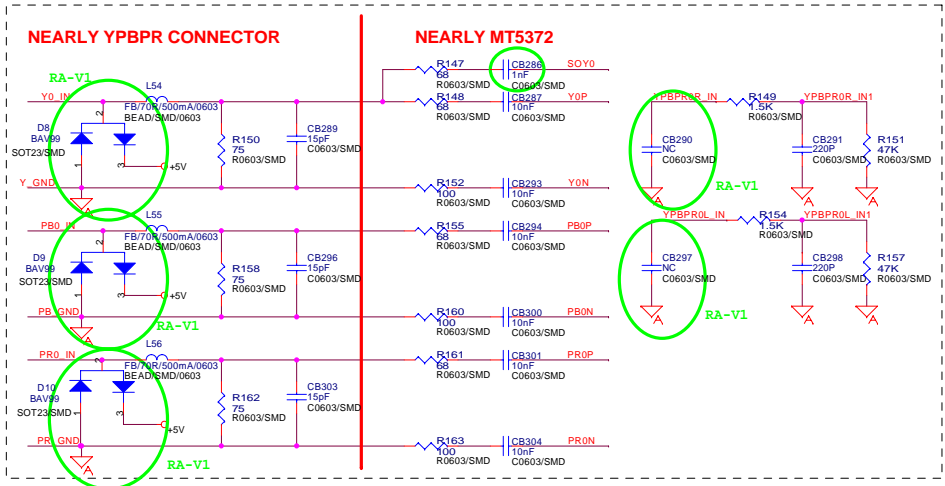 NEARLY YPBPR CONNECTOR
NEARLY MT5372
RA-V1
L54
Y0_IN
FB/70R/500mA/0603
BEAD/SMD/0603
D8
BAV99
SOT23/SMD
2
1
3
+5V
R150
75
R0603/SMD
CB289
15pF
C0603/SMD
Y_GND
A
R147
68
R0603/SMD
CB286
1nF
C0603/SMD
SOY0
R148
68
R0603/SMD
CB287
10nF
C0603/SMD
Y0P
R152
100
R0603/SMD
CB293
10nF
C0603/SMD
Y0N
L55
PB0_IN
FB/70R/500mA/0603
BEAD/SMD/0603
D9
BAV99
SOT23/SMD
2
1
3
+5V
R158
75
R0603/SMD
CB296
15pF
C0603/SMD
PB_GND
A
RA-V1
R155
68
R0603/SMD
CB294
10nF
C0603/SMD
PB0P
R160
100
R0603/SMD
CB300
10nF
C0603/SMD
PB0N
L56
PR0_IN
FB/70R/500mA/0603
BEAD/SMD/0603
D10
BAV99
SOT23/SMD
2
1
3
+5V
R162
75
R0603/SMD
CB303
15pF
C0603/SMD
PR_GND
A
RA-V1
R161
68
R0603/SMD
CB301
10nF
C0603/SMD
PR0P
R163
100
R0603/SMD
CB304
10nF
C0603/SMD
PR0N
YPBPR0R_IN
R149
1.5K
R0603/SMD
YPBPR0R_IN1
CB290
NC
C0603/SMD
CB291
220P
C0603/SMD
R151
47K
R0603/SMD
A
A
A
RA-V1
YPBPR0L_IN
R154
1.5K
R0603/SMD
YPBPR0L_IN1
CB297
NC
C0603/SMD
CB298
220P
C0603/SMD
R157
47K
R0603/SMD
A
A
A
RA-V1